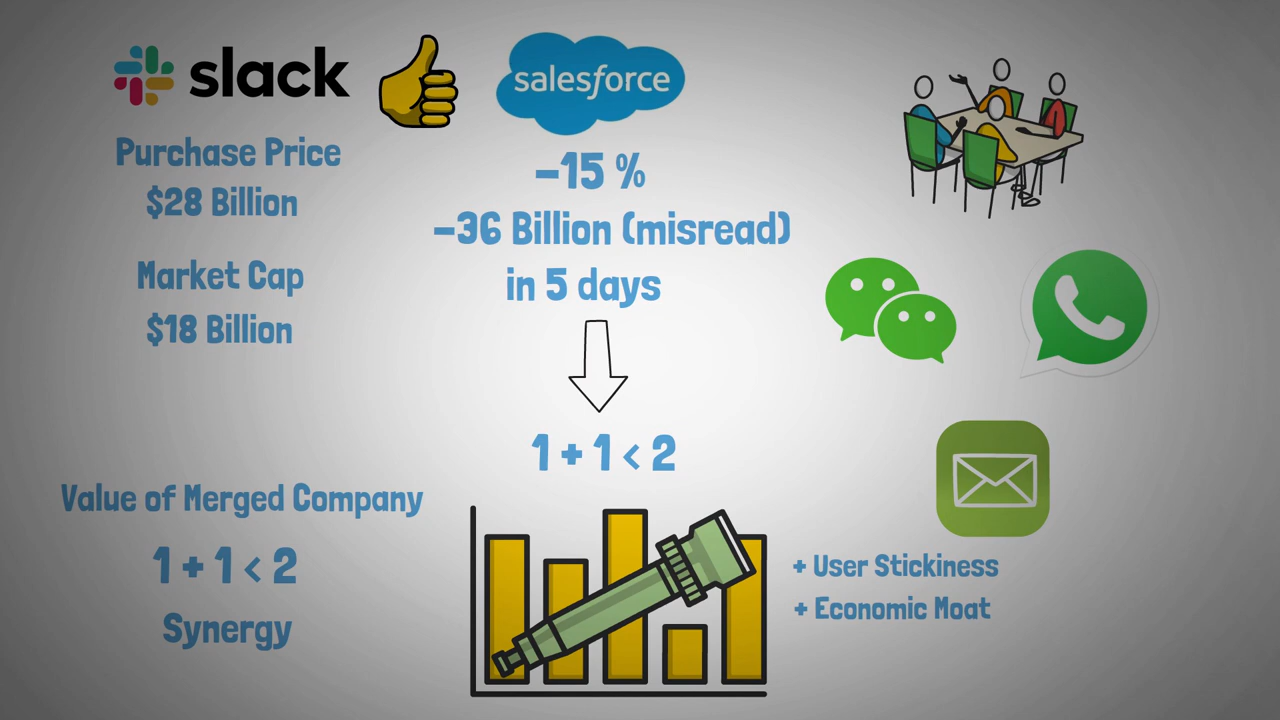 slack
salesforce
Purchase Price
$28 Billion
Market Cap
$18 Billion
-15 %
-36 Billion (misread)
in 5 days
1 + 1 < 2
Value of Merged Company
1 + 1 < 2
Synergy
+ User Stickiness
+ Economic Moat